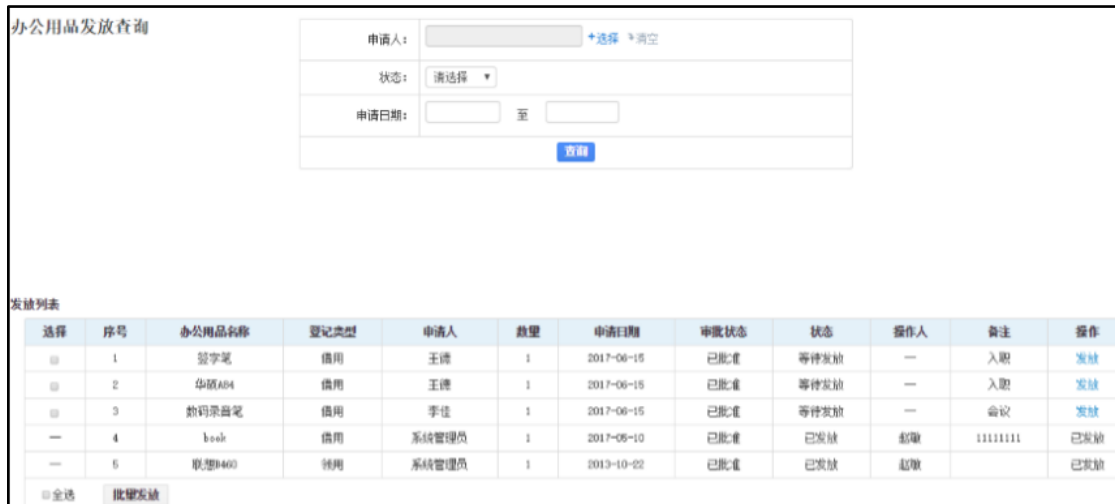 办公用品发放查询
申请人： +选择 清空
状态： 请选择
申请日期： 至
查询
发放列表
选择 序号 办公用品名称 登记类型 申请人 数量 申请日期 审批状态 状态 操作人 备注 操作
1 签字笔 借用 王德 1 2017-06-15 已批准 等待发放 — 入职 发放
2 华硕A84 借用 王德 1 2017-06-15 已批准 等待发放 — 入职 发放
3 数码录音笔 借用 李佳 1 2017-06-15 已批准 等待发放 — 会议 发放
— 4 book 借用 系统管理员 1 2017-05-10 已批准 已发放 赵敏 11111111 已发放
— 5 联想B460 领用 系统管理员 1 2013-10-22 已批准 已发放 赵敏 已发放
全选 批量发放